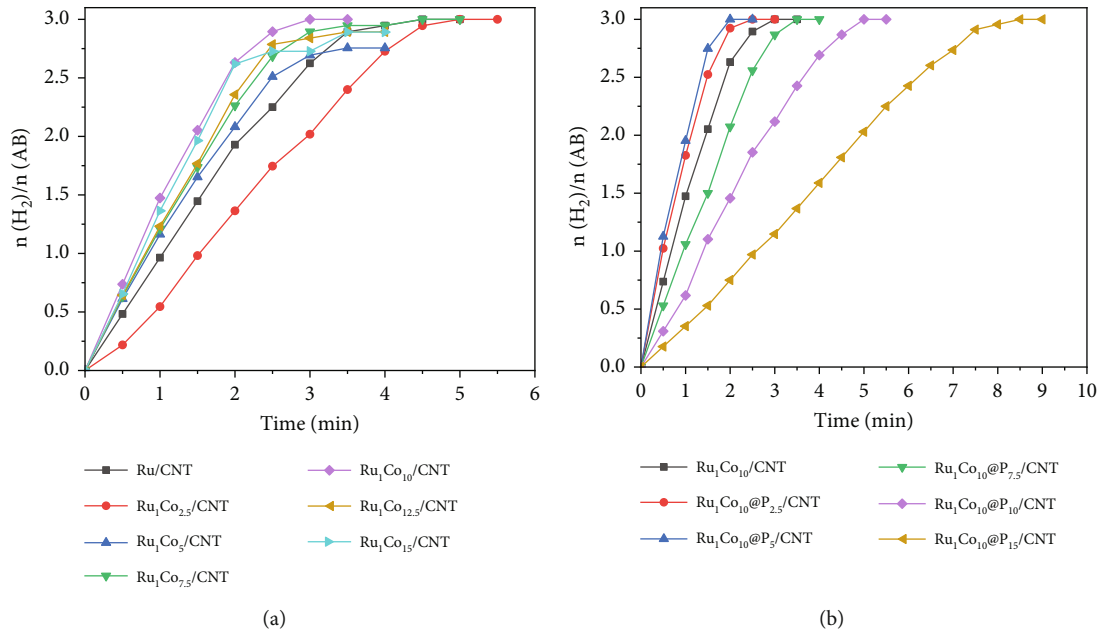 3.0
2.5
2.0
1.5
1.0
0.5
0.0
n (H₂)/n (AB)
0 1 2 3 4 5 6
Time (min)
Ru/CNT
Ru₁Co₂.₅/CNT
Ru₁Co₅/CNT
Ru₁Co₇.₅/CNT
Ru₁Co₁₀/CNT
Ru₁Co₁₂.₅/CNT
Ru₁Co₁₅/CNT
(a)
3.0
2.5
2.0
1.5
1.0
0.5
0.0
n (H₂)/n (AB)
0 1 2 3 4 5 6 7 8 9 10
Time (min)
Ru₁Co₁₀/CNT
Ru₁Co₁₀@P₂.₅/CNT
Ru₁Co₁₀@P₅/CNT
Ru₁Co₁₀@P₇.₅/CNT
Ru₁Co₁₀@P₁₀/CNT
Ru₁Co₁₀@P₁₅/CNT
(b)